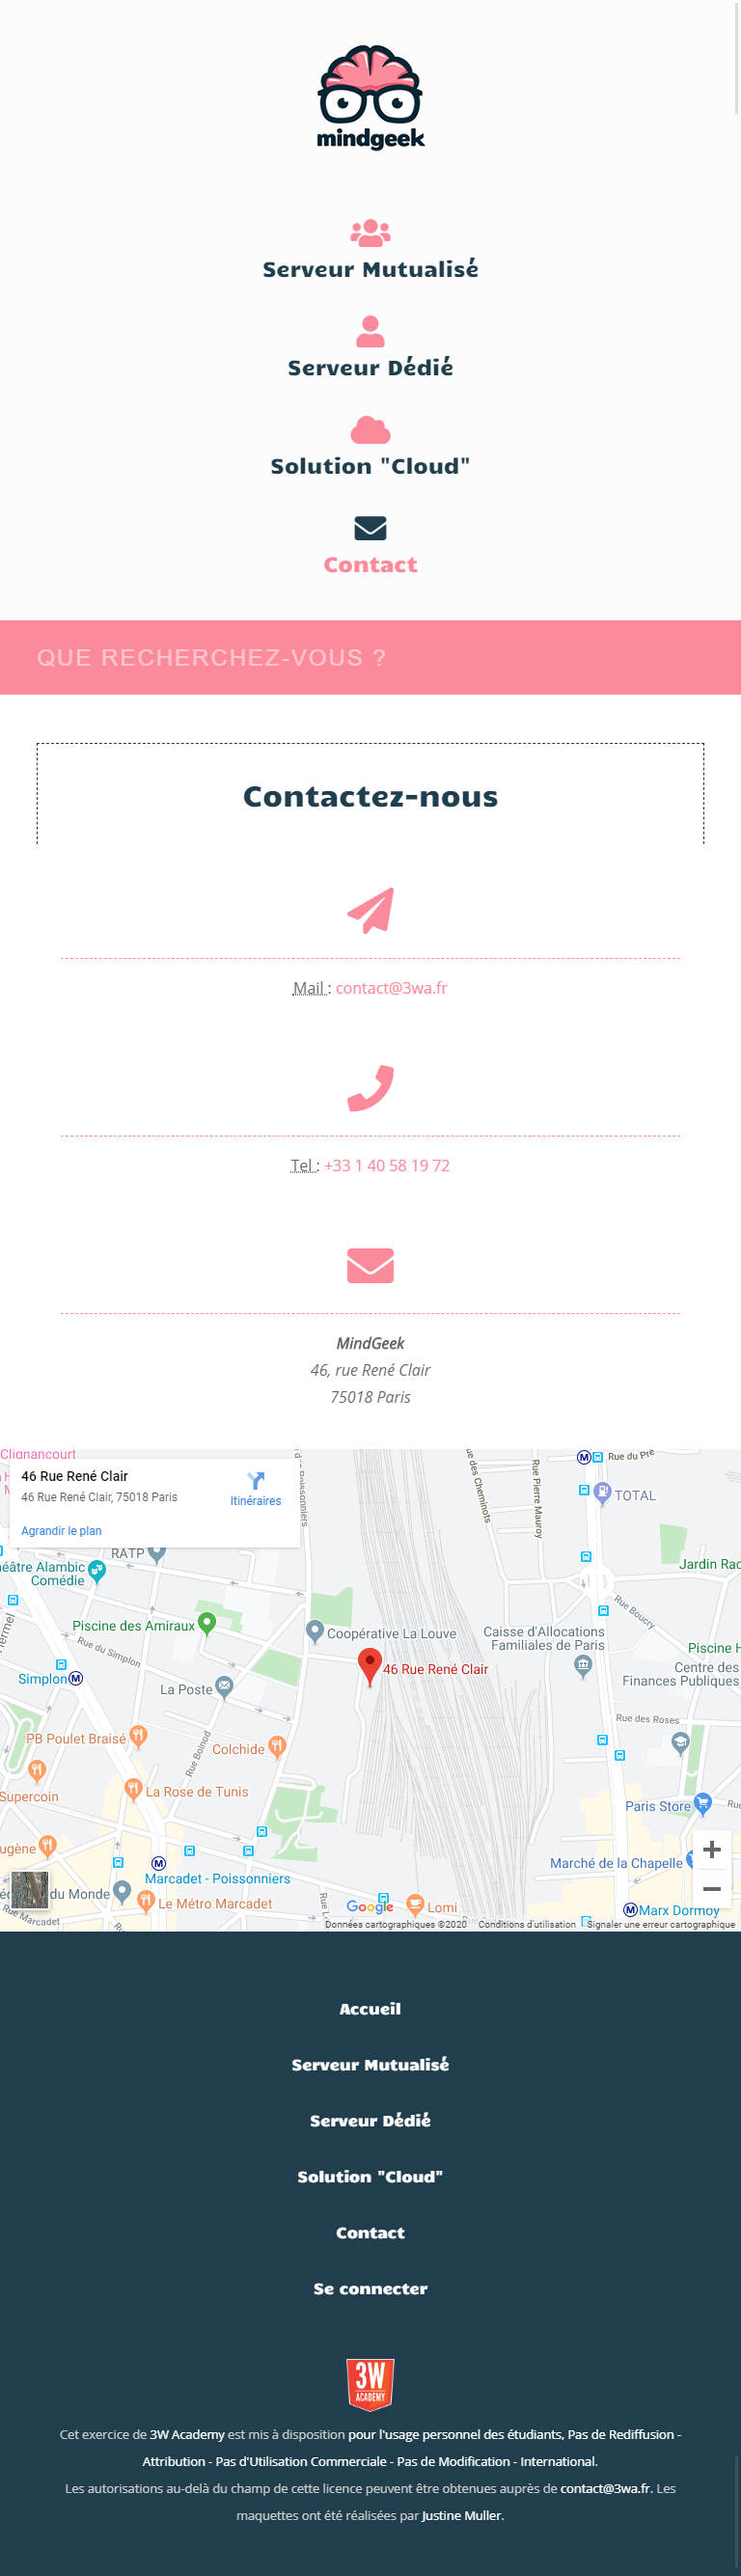 mindgeek
Serveur Mutualisé
Serveur Dédié
Solution "Cloud"
Contact
QUE RECHERCHEZ-VOUS ?
Contactez-nous
Mail : contact@3wa.fr
Tel : +33 1 40 58 19 72
MindGeek
46, rue René Clair
75018 Paris
Clignancourt
46 Rue René Clair
46 Rue René Clair, 75018 Paris
Itinéraires
Agrandir le plan
Rue du Pré
Rue des Cheminots
Rue Pierre Mauroy
TOTAL
RATP
éâtre Alambic
Comédie
Jardin Rac
Piscine des Amiraux
Rue du Simplon
Coopérative La Louve
Caisse d'Allocations
Familiales de Paris
Rue Boucry
Piscine H
46 Rue René Clair
Centre des
Finances Publiques
Simplon
La Poste
Rue des Roses
PB Poulet Braisé
Colchide
Rue Boinod
Supercoin
La Rose de Tunis
Paris Store
Marché de la Chapelle
Marcadet - Poissonniers
du Monde
Le Métro Marcadet
Rue Marcadet
Google
Lomi
Marx Dormoy
Données cartographiques ©2020 Conditions d'utilisation Signaler une erreur cartographique
Accueil
Serveur Mutualisé
Serveur Dédié
Solution "Cloud"
Contact
Se connecter
3W
ACADEMY
Cet exercice de 3W Academy est mis à disposition pour l'usage personnel des étudiants, Pas de Rediffusion -
Attribution - Pas d'Utilisation Commerciale - Pas de Modification - International.
Les autorisations au-delà du champ de cette licence peuvent être obtenues auprès de contact@3wa.fr. Les
maquettes ont été réalisées par Justine Muller.